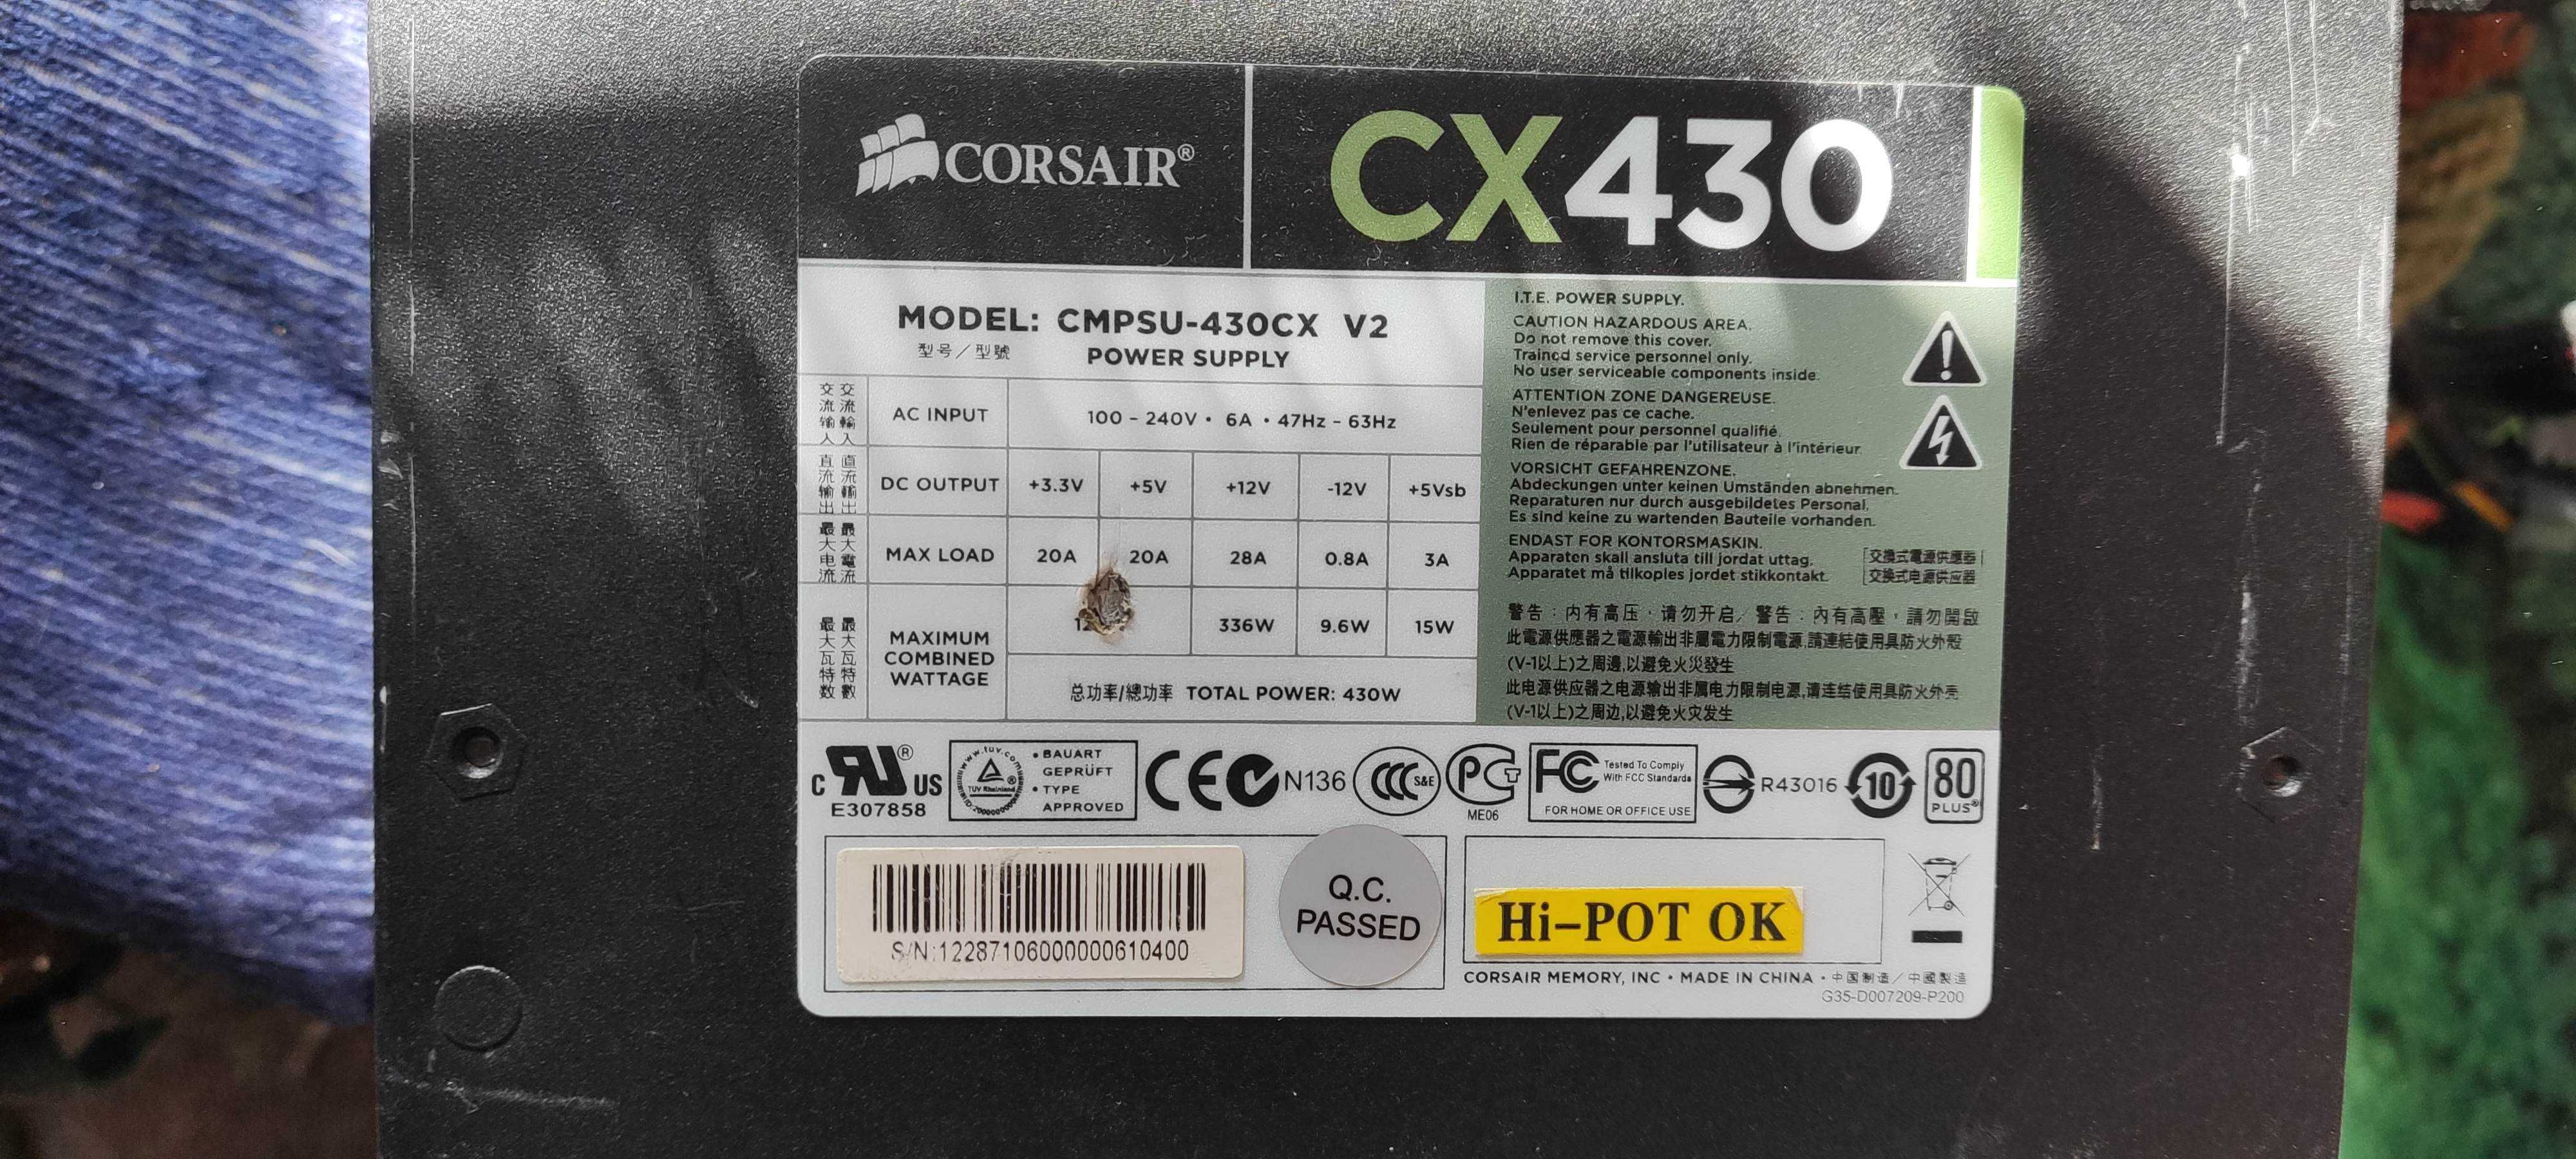 CORSAIR®
CX430
MODEL: CMPSU-430CX V2
型号／型號
POWER SUPPLY
交流输入 交流輸入
AC INPUT
100 - 240V • 6A • 47Hz - 63Hz
直流输出 直流輸出
DC OUTPUT +3.3V +5V +12V -12V +5Vsb
最大电流 最大電流
MAX LOAD 20A 20A 28A 0.8A 3A
最大瓦特数 最大瓦特數
MAXIMUM
COMBINED
WATTAGE
336W 9.6W 15W
总功率/總功率 TOTAL POWER: 430W
I.T.E. POWER SUPPLY.
CAUTION HAZARDOUS AREA.
Do not remove this cover.
Trained service personnel only.
No user serviceable components inside.
ATTENTION ZONE DANGEREUSE.
N'enlevez pas ce cache.
Seulement pour personnel qualifié.
Rien de réparable par l'utilisateur à l'intérieur.
VORSICHT GEFAHRENZONE.
Abdeckungen unter keinen Umständen abnehmen.
Reparaturen nur durch ausgebildetes Personal.
Es sind keine zu wartenden Bauteile vorhanden.
ENDAST FOR KONTORSMASKIN.
Apparaten skall ansluta till jordat uttag.
Apparatet må tilkoples jordet stikkontakt.
交換式電源供應器
交换式电源供应器
警告：内有高压，请勿开启／警告：內有高壓，請勿開啟
此電源供應器之電源輸出非屬電力限制電源,請連結使用具防火外殼
(V-1以上)之周邊,以避免火災發生
此电源供应器之电源输出非属电力限制电源,请连结使用具防火外壳
(V-1以上)之周边,以避免火灾发生
c RU® US
E307858
www.tuv.com
TÜV Rheinland
• BAUART
GEPRÜFT
• TYPE
APPROVED
CE
N136
CCC S&E
PCT
ME06
FC Tested To Comply
With FCC Standards
FOR HOME OR OFFICE USE
R43016
10
80
PLUS®
S/N:12287106000000610400
Q.C.
PASSED
Hi-POT OK
CORSAIR MEMORY, INC • MADE IN CHINA • 中国制造／中國製造
G35-D007209-P200